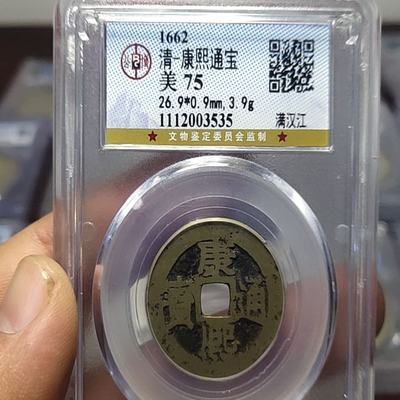 1662
清-康熙通宝
美 75
26.9*0.9mm, 3.9g
1112003535 满汉江
★ 文物鉴定委员会监制 ★
康熙通寳